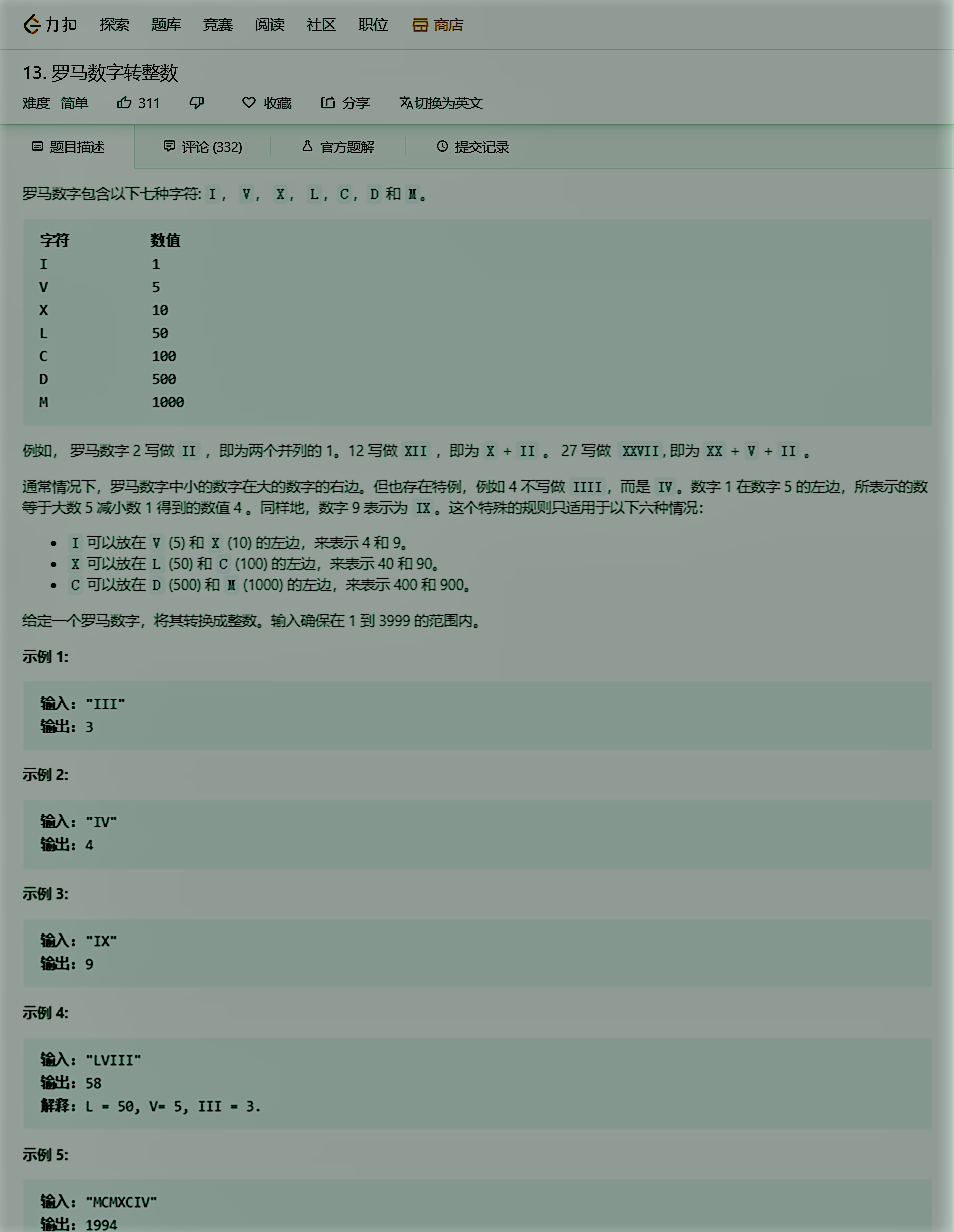 力扣 探索 题库 竞赛 阅读 社区 职位 商店
13. 罗马数字转整数
难度 简单 311 收藏 分享 切换为英文
题目描述 评论 (332) 官方题解 提交记录
罗马数字包含以下七种字符: I， V， X， L，C，D 和 M。
字符 数值
I 1
V 5
X 10
L 50
C 100
D 500
M 1000
例如， 罗马数字 2 写做 II ，即为两个并列的 1。12 写做 XII ，即为 X + II 。 27 写做 XXVII, 即为 XX + V + II 。
通常情况下，罗马数字中小的数字在大的数字的右边。但也存在特例，例如 4 不写做 IIII，而是 IV。数字 1 在数字 5 的左边，所表示的数
等于大数 5 减小数 1 得到的数值 4 。同样地，数字 9 表示为 IX。这个特殊的规则只适用于以下六种情况：
• I 可以放在 V (5) 和 X (10) 的左边，来表示 4 和 9。
• X 可以放在 L (50) 和 C (100) 的左边，来表示 40 和 90。
• C 可以放在 D (500) 和 M (1000) 的左边，来表示 400 和 900。
给定一个罗马数字，将其转换成整数。输入确保在 1 到 3999 的范围内。
示例 1:
输入: "III"
输出: 3
示例 2:
输入: "IV"
输出: 4
示例 3:
输入: "IX"
输出: 9
示例 4:
输入: "LVIII"
输出: 58
解释: L = 50, V= 5, III = 3.
示例 5:
输入: "MCMXCIV"
输出: 1994